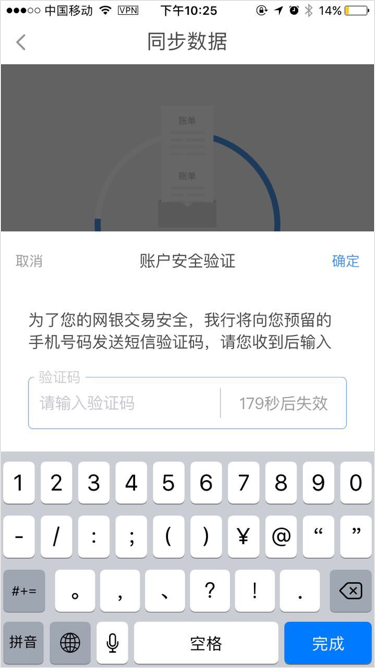 中国移动 VPN 下午10:25 14%
同步数据
账单
账单
取消 账户安全验证 确定
为了您的网银交易安全，我行将向您预留的
手机号码发送短信验证码，请您收到后输入
验证码
请输入验证码 179秒后失效
1 2 3 4 5 6 7 8 9 0
- / : ; ( ) ¥ @ “ ”
#+= 。 ， 、 ? ! .
拼音 空格 完成